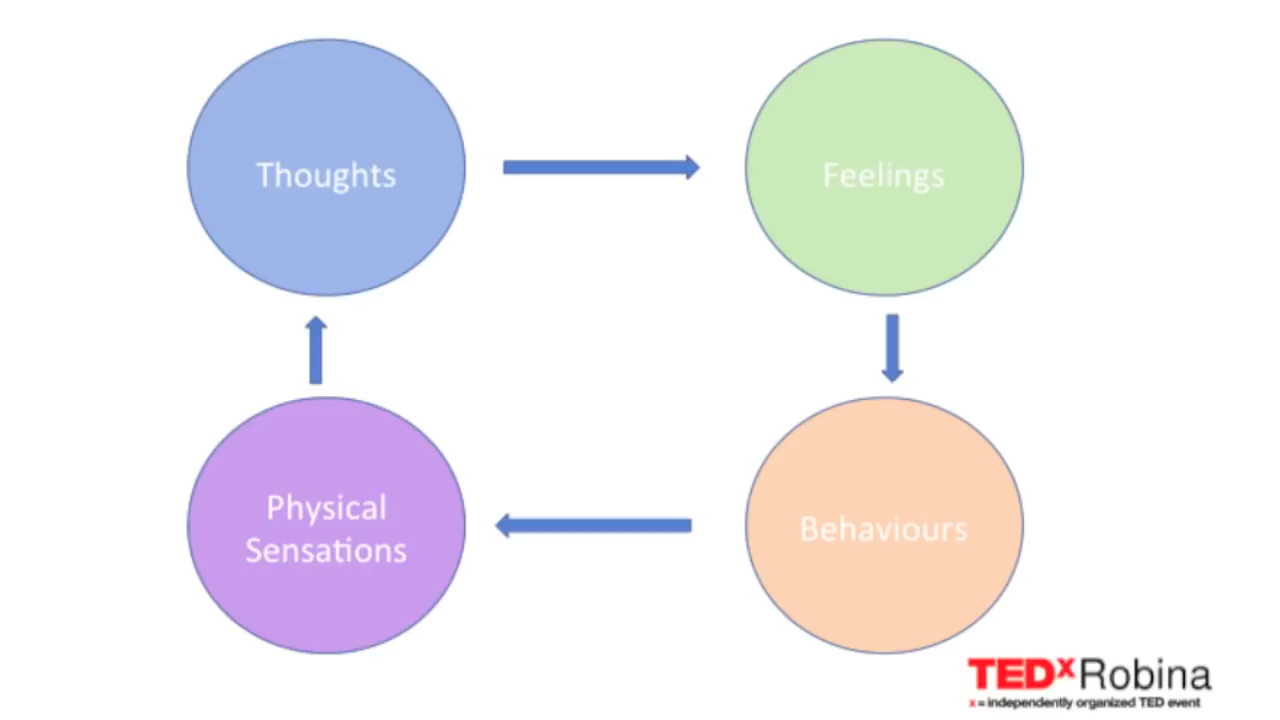 Thoughts
Feelings
Physical
Sensations
Behaviours
TEDxRobina
x = independently organized TED event